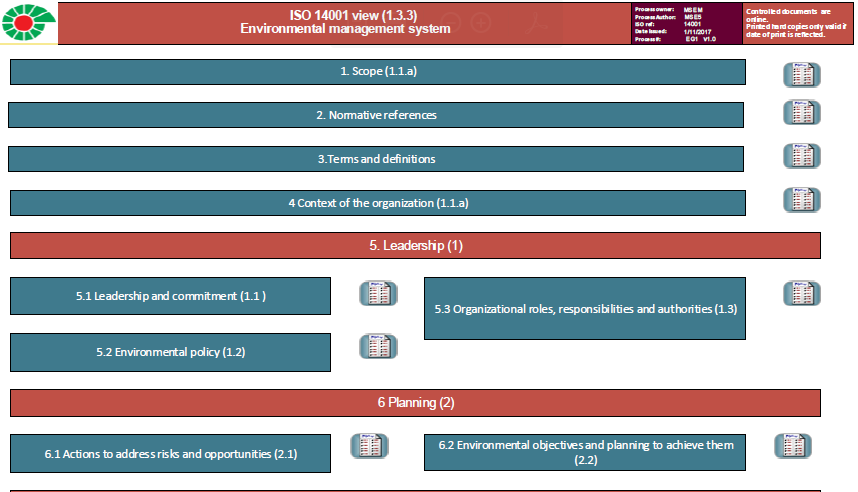 ISO 14001 view (1.3.3)
Environmental management system
Process owner: MSEM
Process Author: MSE5
ISO ref: 14001
Date Issued: 1/11/2017
Process #: EG1 v1.0
Controlled documents are
online.
Printed hard copies only valid if
date of print is reflected.
1. Scope (1.1.a)
2. Normative references
3.Terms and definitions
4 Context of the organization (1.1.a)
5. Leadership (1)
5.1 Leadership and commitment (1.1 )
5.3 Organizational roles, responsibilities and authorities (1.3)
5.2 Environmental policy (1.2)
6 Planning (2)
6.1 Actions to address risks and opportunities (2.1)
6.2 Environmental objectives and planning to achieve them
(2.2)